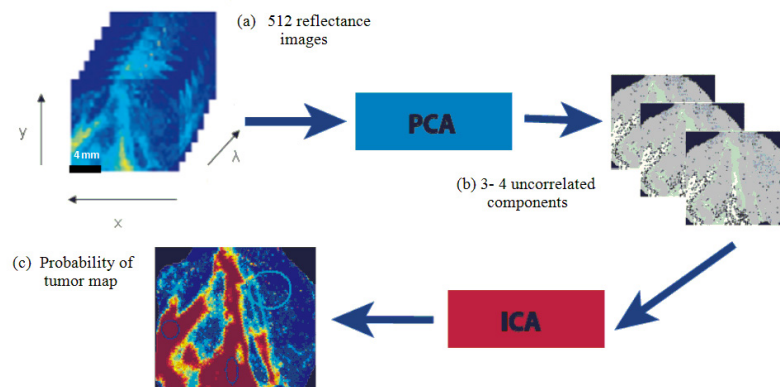 (a) 512 reflectance
images
y
4 mm
λ
x
PCA
(b) 3- 4 uncorrelated
components
(c) Probability of
tumor map
ICA